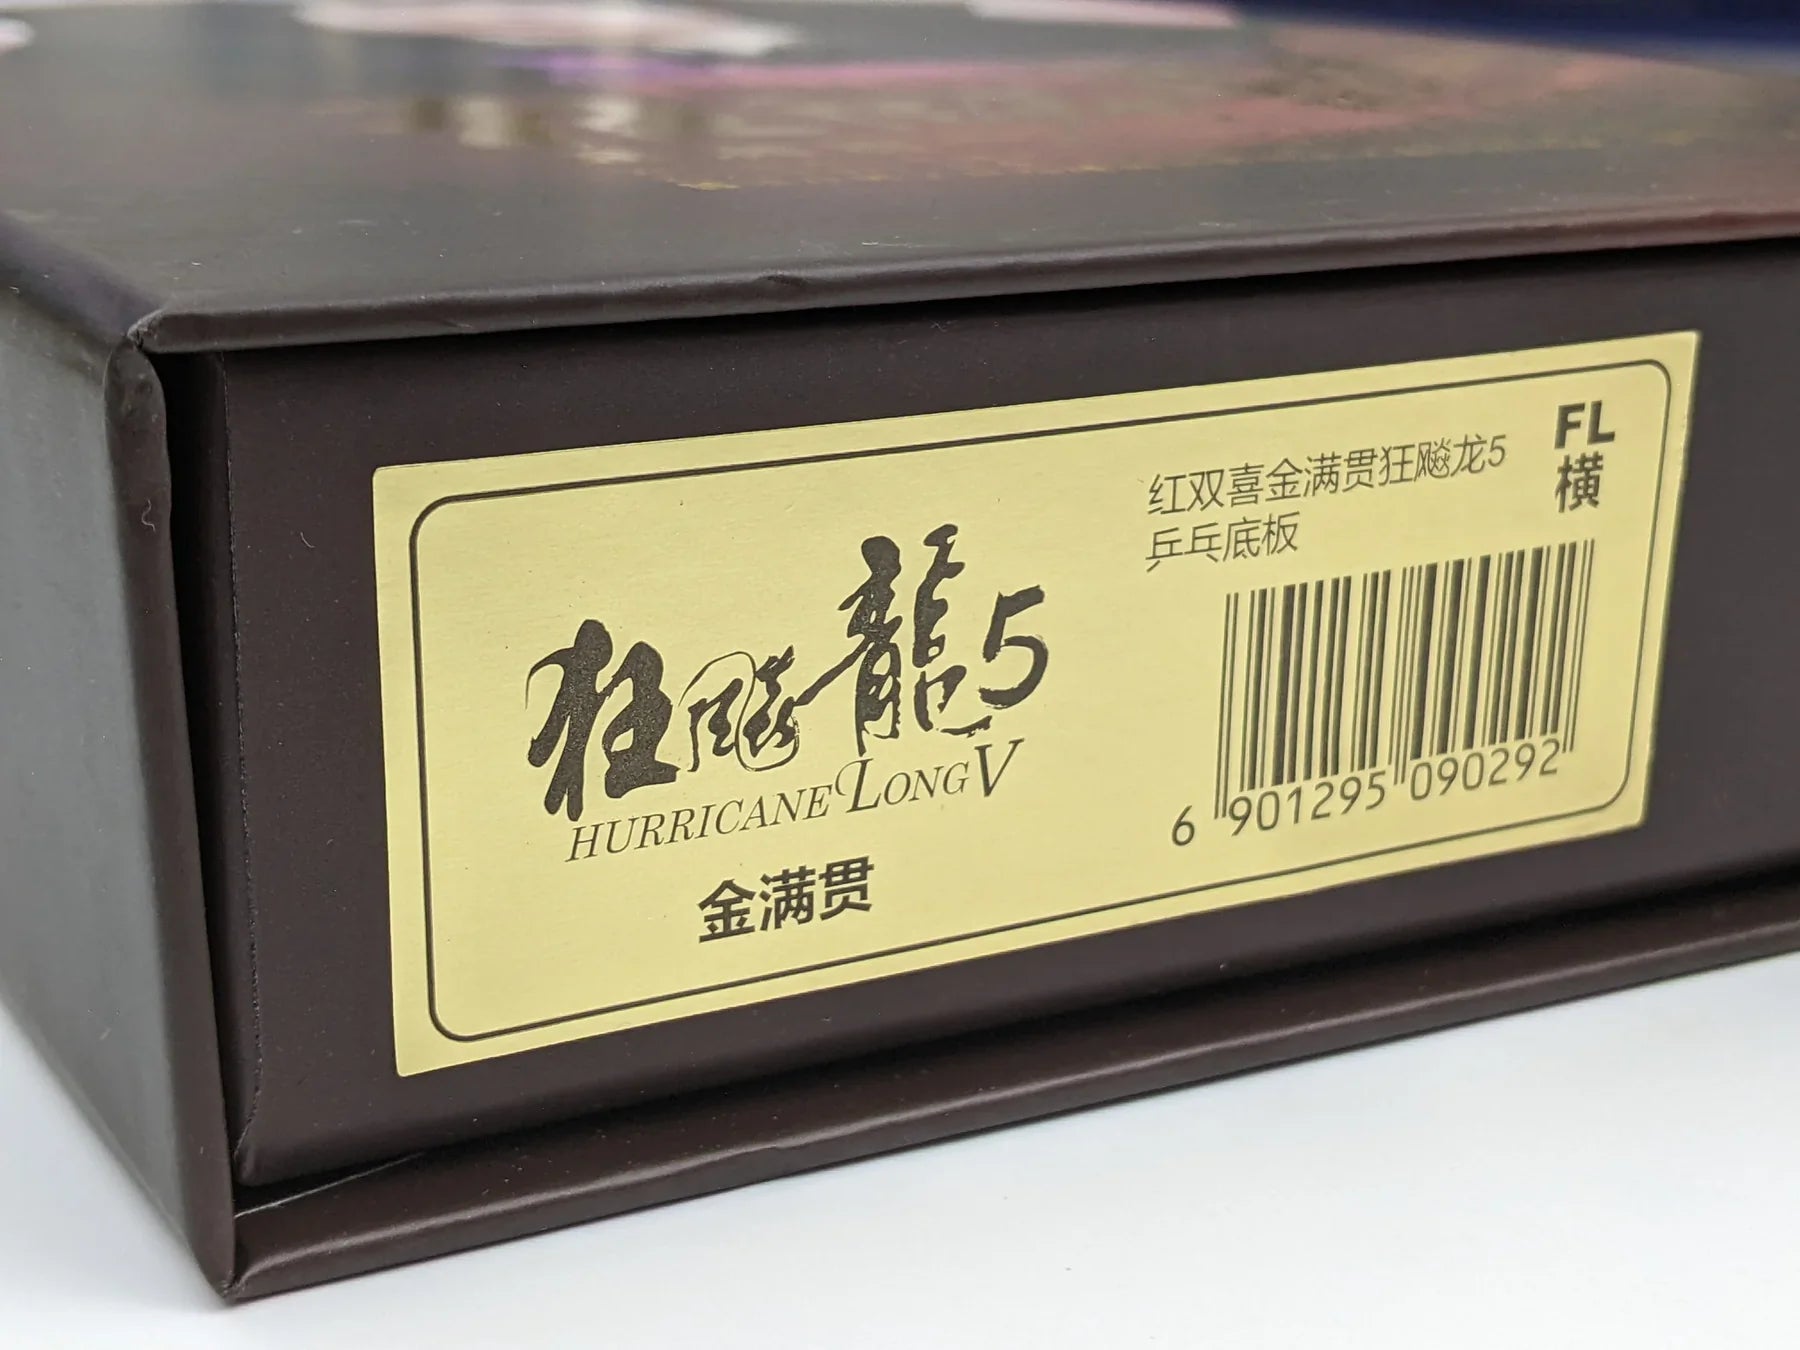 狂飚龍5
HURRICANE LONG V
金满贯
红双喜金满贯狂飚龙5
乒乓底板
FL
横
6 901295 090292